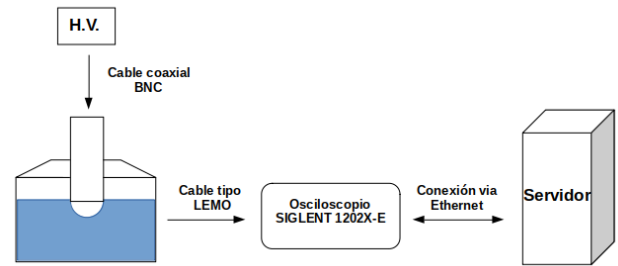 H.V.
Cable coaxial
BNC
Cable tipo
LEMO
Osciloscopio
SIGLENT 1202X-E
Conexión via
Ethernet
Servidor